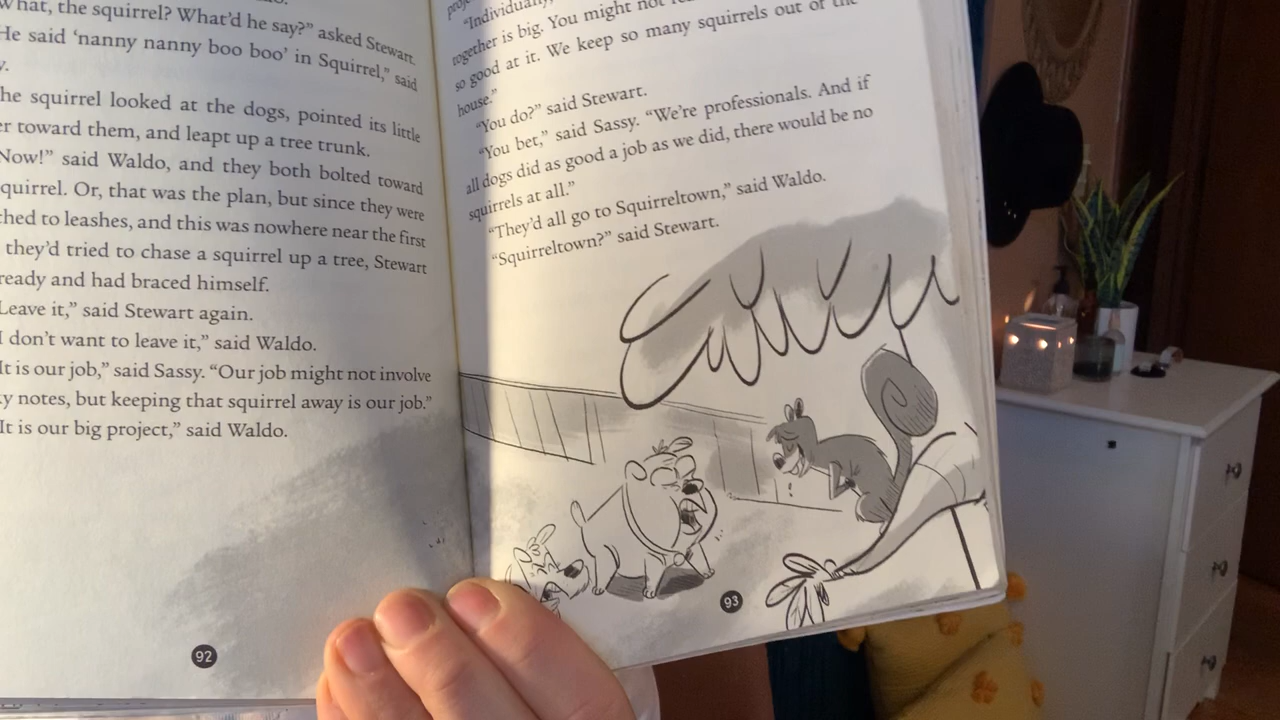 What, the squirrel? What'd he say?” asked Stewart.
He said ‘nanny nanny boo boo’ in Squirrel,” said
he squirrel looked at the dogs, pointed its little
er toward them, and leapt up a tree trunk.
Now!” said Waldo, and they both bolted toward
quirrel. Or, that was the plan, but since they were
hed to leashes, and this was nowhere near the first
they’d tried to chase a squirrel up a tree, Stewart
ready and had braced himself.
Leave it,” said Stewart again.
I don’t want to leave it,” said Waldo.
It is our job,” said Sassy. “Our job might not involve
y notes, but keeping that squirrel away is our job.”
It is our big project,” said Waldo.
92
“Individually,
together is big. You might not
so good at it. We keep so many squirrels out of the
house.”
“You do?” said Stewart.
“You bet,” said Sassy. “We’re professionals. And if
all dogs did as good a job as we did, there would be no
squirrels at all.”
“They’d all go to Squirreltown,” said Waldo.
“Squirreltown?” said Stewart.
93